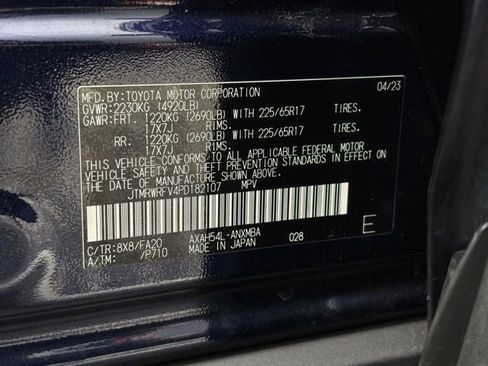 MFD.BY:TOYOTA MOTOR CORPORATION 04/23
GVWR:2230KG (4920LB)
GAWR:FRT. 1220KG (2690LB) WITH 225/65R17 TIRES.
17X7J RIMS.
RR. 1220KG (2690LB) WITH 225/65R17 TIRES.
17X7J RIMS.
THIS VEHICLE CONFORMS TO ALL APPLICABLE FEDERAL MOTOR
VEHICLE SAFETY AND THEFT PREVENTION STANDARDS IN EFFECT
ON THE DATE OF MANUFACTURE SHOWN ABOVE.
JTMRWRFV4PDT82107 MPV
C/TR:8X8/FA20 AXAH54L-ANXMBA 028 E
A/TM: /P710 MADE IN JAPAN